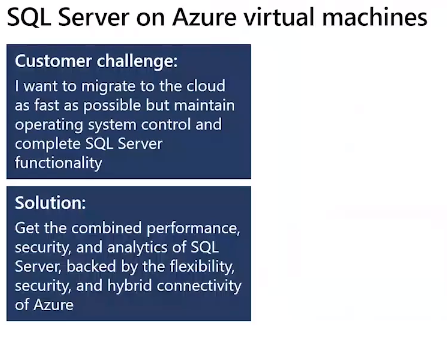 SQL Server on Azure virtual machines
Customer challenge:
I want to migrate to the cloud
as fast as possible but maintain
operating system control and
complete SQL Server
functionality
Solution:
Get the combined performance,
security, and analytics of SQL
Server, backed by the flexibility,
security, and hybrid connectivity
of Azure